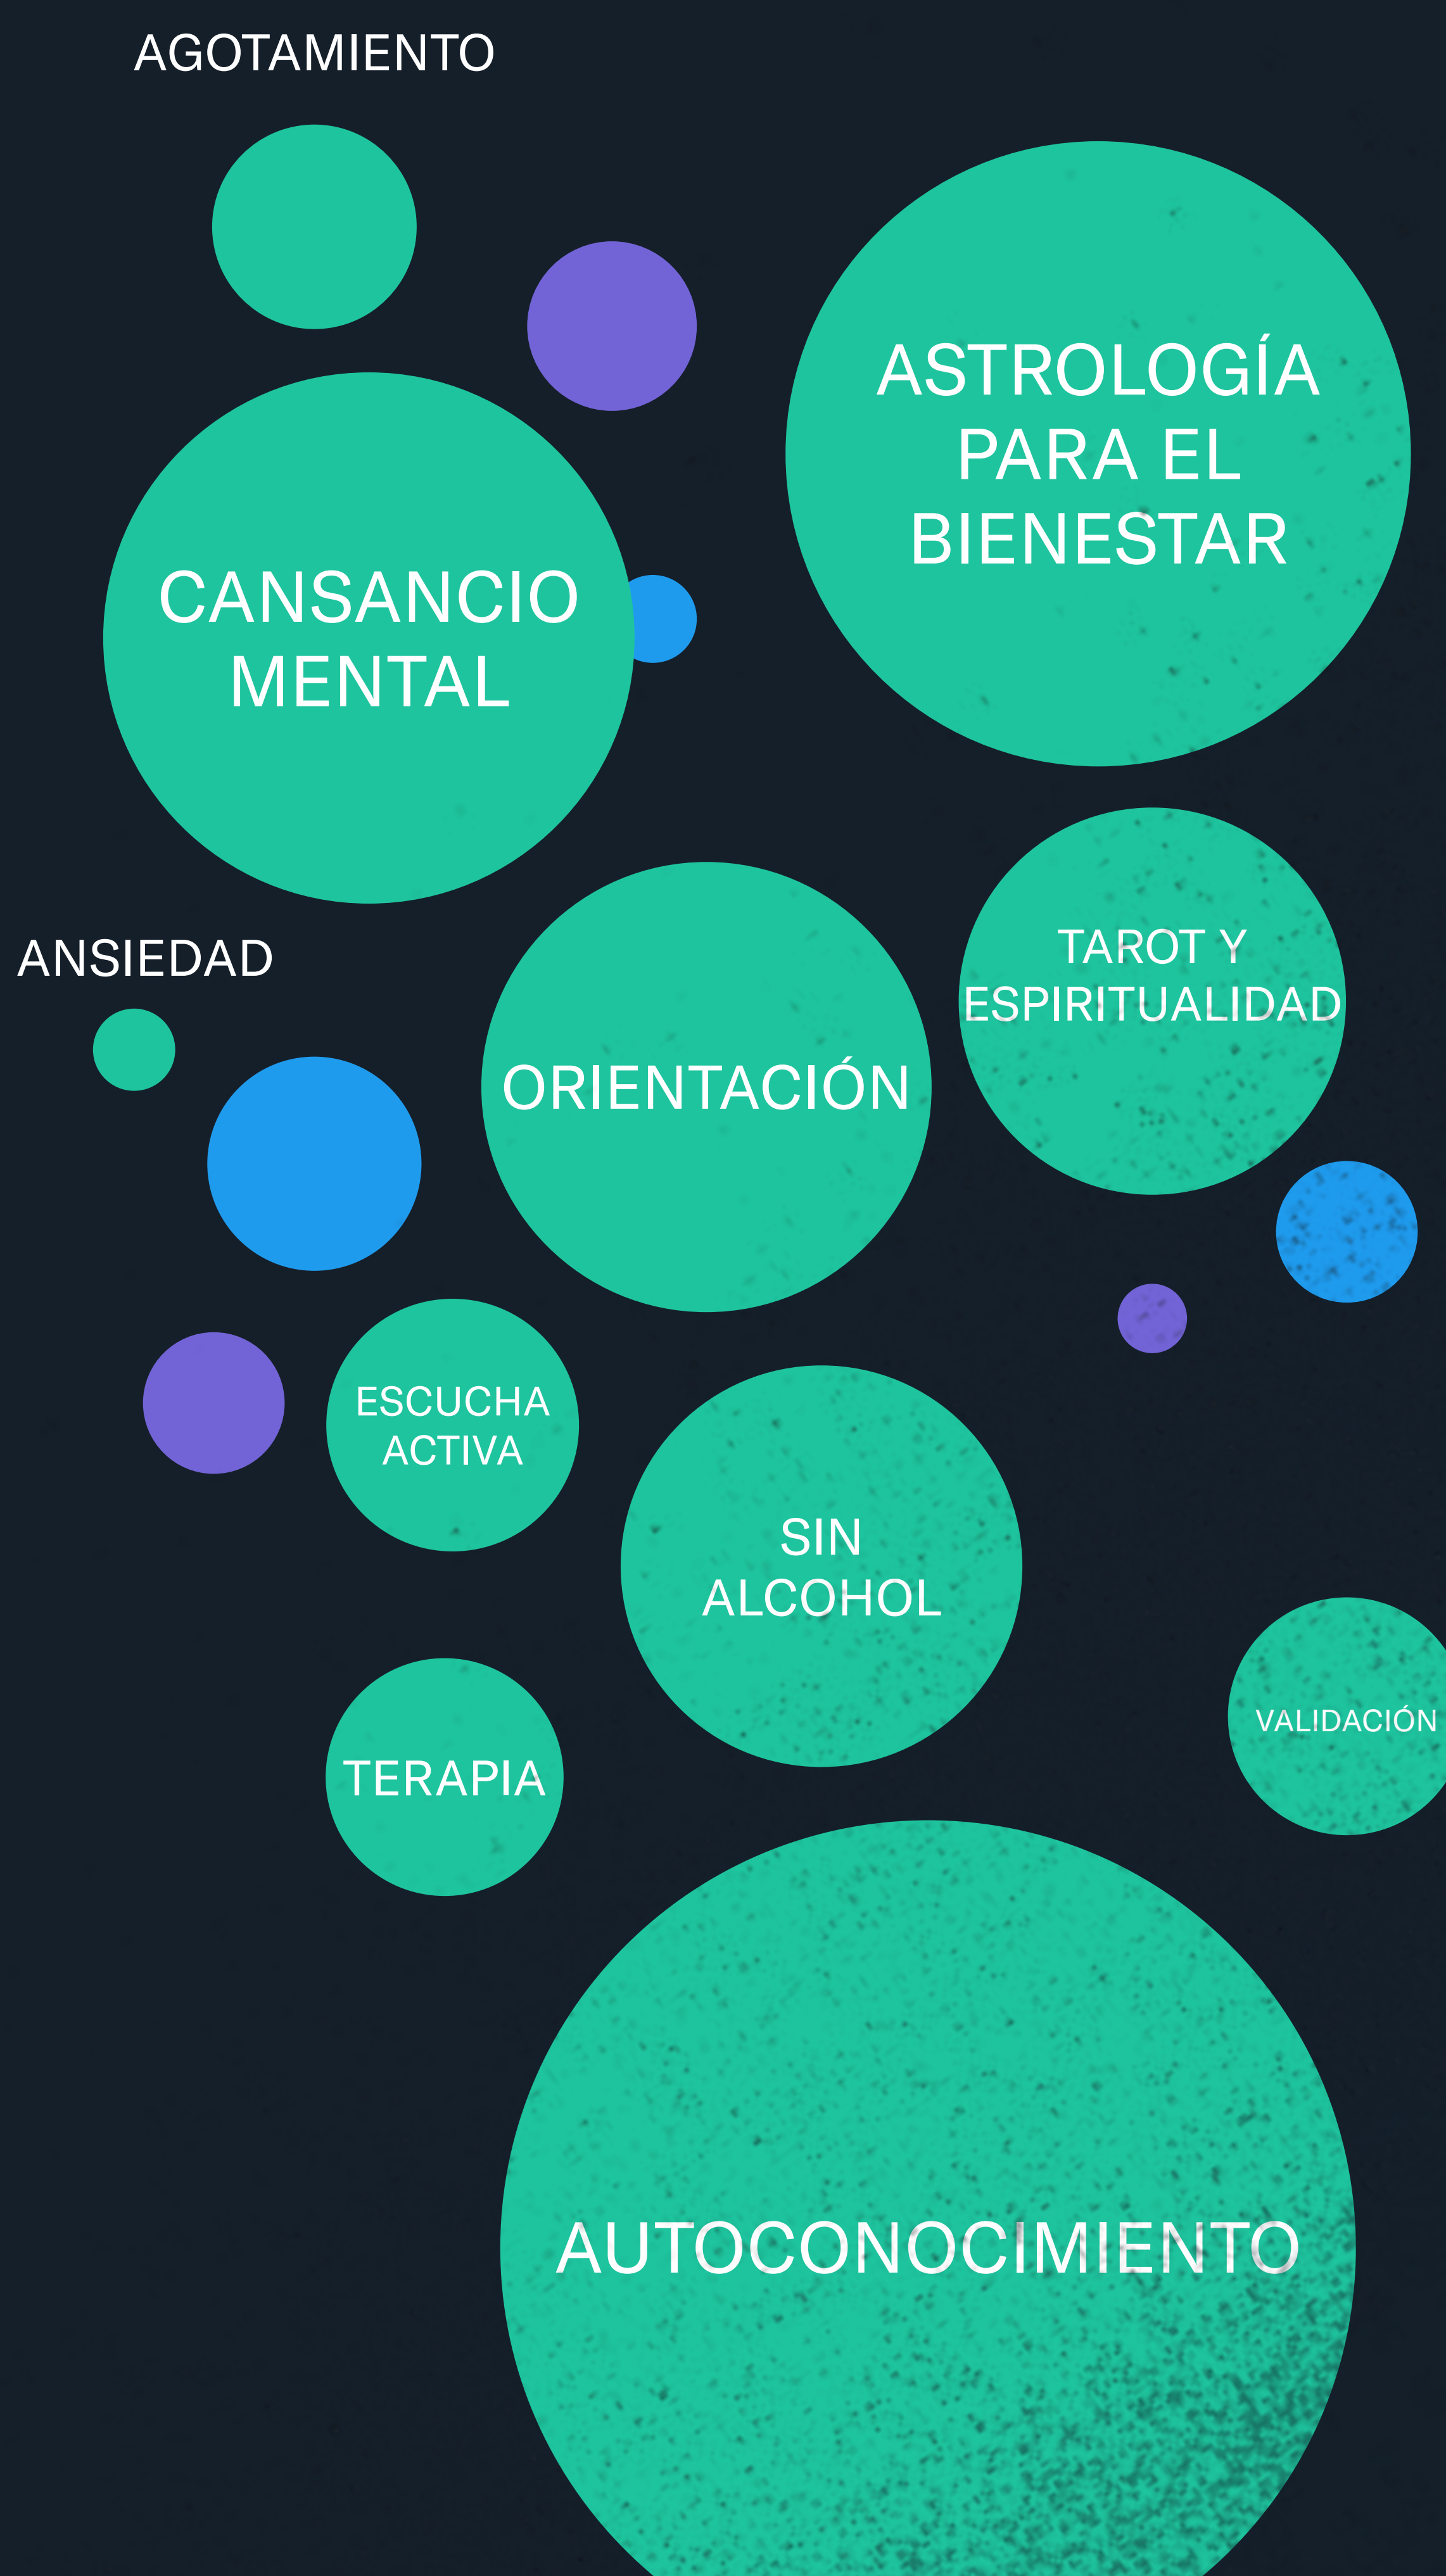 AGOTAMIENTO
ASTROLOGÍA
PARA EL
BIENESTAR
CANSANCIO
MENTAL
TAROT Y
ESPIRITUALIDAD
ANSIEDAD
ORIENTACIÓN
ESCUCHA
ACTIVA
SIN
ALCOHOL
VALIDACIÓN
TERAPIA
AUTOCONOCIMIENTO